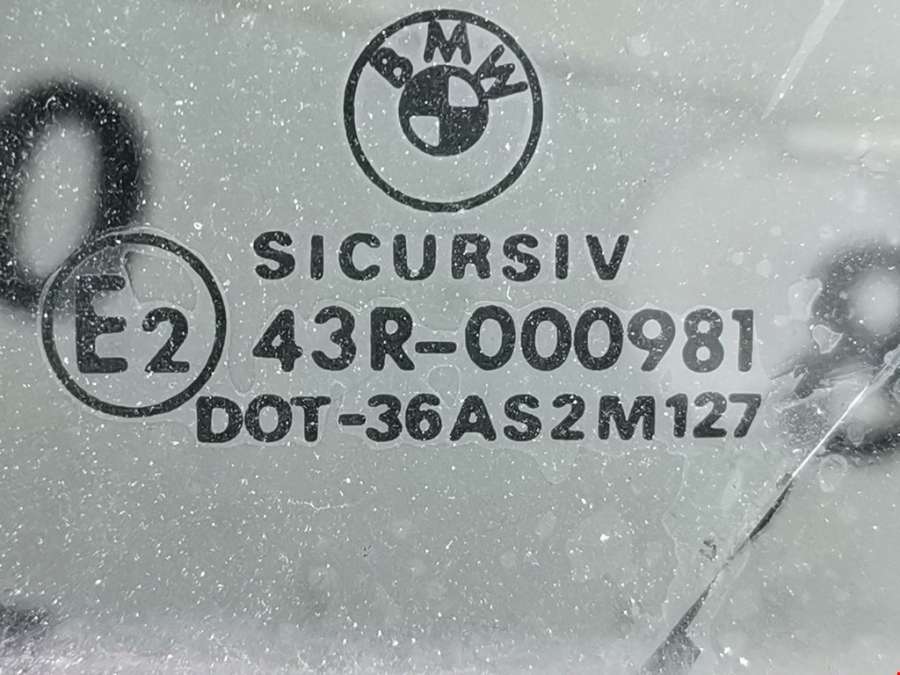 BMW
SICURSIV
E2 43R-000981
DOT-36AS2M127